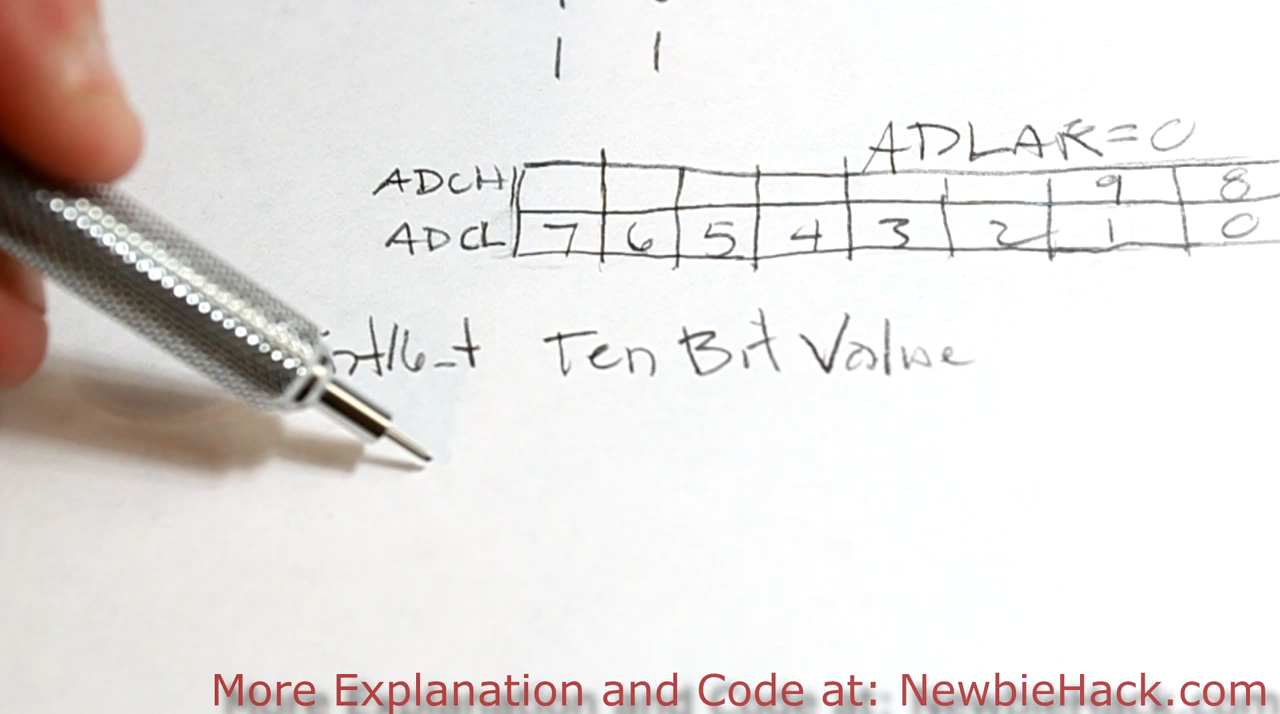 1 1
ADLAR=0
ADCH 9 8
ADCL 7 6 5 4 3 2 1 0
int16_t Ten Bit Value
More Explanation and Code at: NewbieHack.com